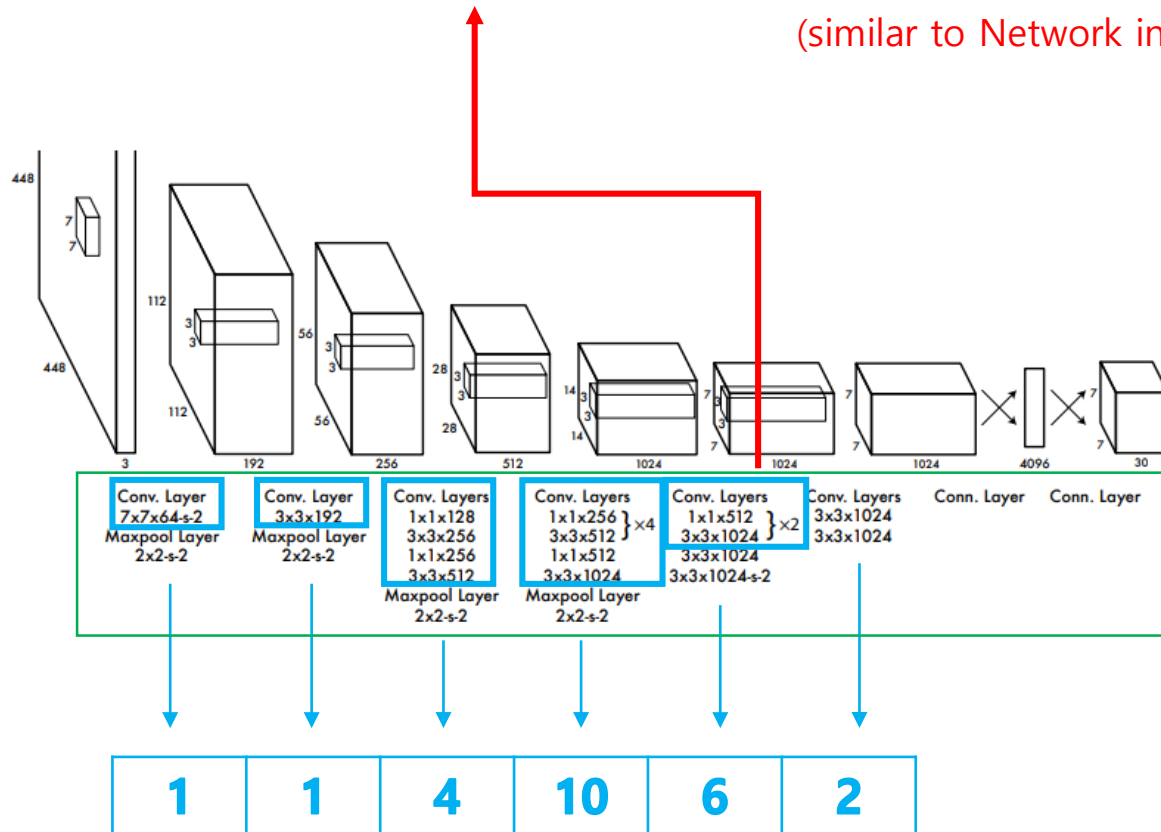 (similar to Network in
448
7
7
448
3
112
3
3
112
192
56
3
3
56
256
28
3
3
28
512
14
3
3
14
1024
7
3
3
7
1024
7
7
1024
4096
7
7
30
Conv. Layer
7x7x64-s-2
Maxpool Layer
2x2-s-2
Conv. Layer
3x3x192
Maxpool Layer
2x2-s-2
Conv. Layers
1x1x128
3x3x256
1x1x256
3x3x512
Maxpool Layer
2x2-s-2
Conv. Layers
1x1x256
3x3x512
}×4
1x1x512
3x3x1024
Maxpool Layer
2x2-s-2
Conv. Layers
1x1x512
3x3x1024
}×2
3x3x1024
3x3x1024-s-2
Conv. Layers
3x3x1024
3x3x1024
Conn. Layer
Conn. Layer
1 1 4 10 6 2